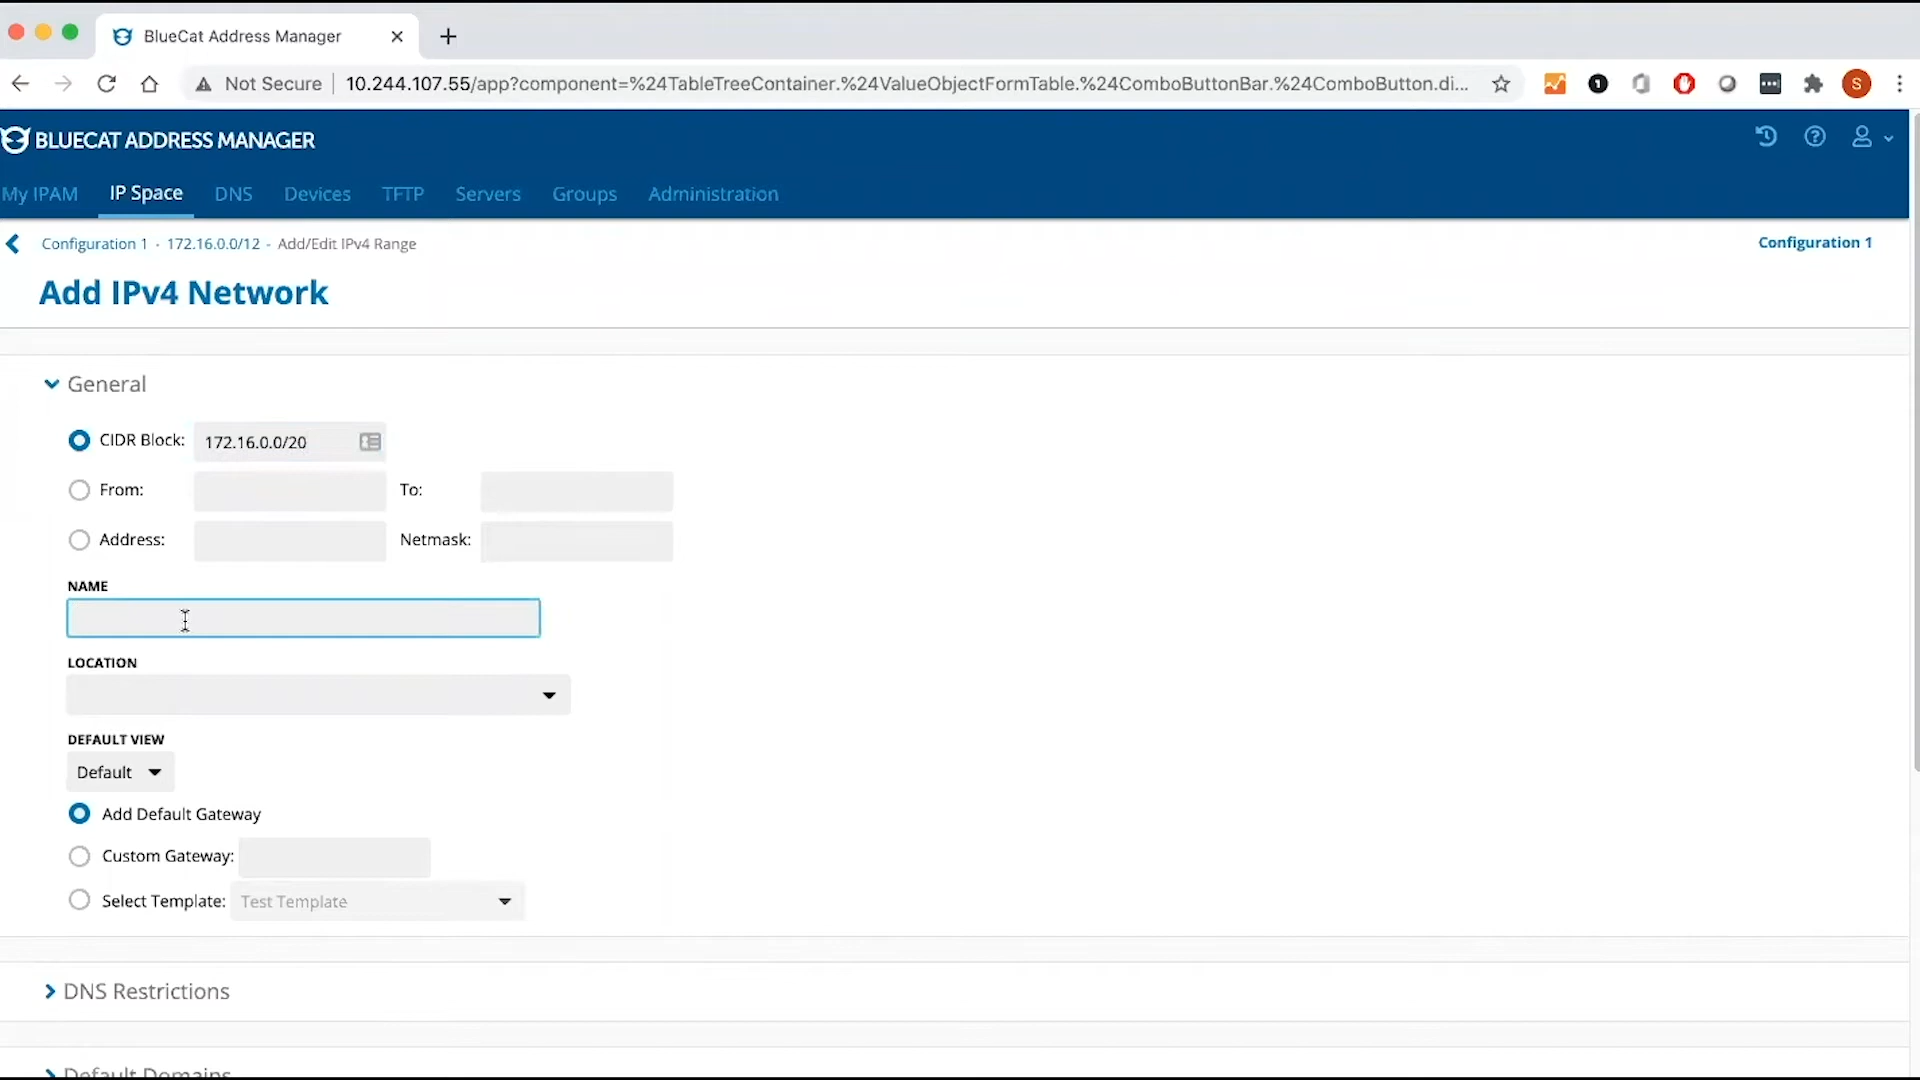 BlueCat Address Manager
Not Secure
10.244.107.55/app?component=%24TableTreeContainer.%24ValueObjectFormTable.%24ComboButtonBar.%24ComboButton.di...
S
BLUECAT ADDRESS MANAGER
My IPAM IP Space DNS Devices TFTP Servers Groups Administration
Configuration 1 · 172.16.0.0/12 - Add/Edit IPv4 Range
Configuration 1
Add IPv4 Network
General
CIDR Block: 172.16.0.0/20
From: To:
Address: Netmask:
NAME
LOCATION
DEFAULT VIEW
Default
Add Default Gateway
Custom Gateway:
Select Template: Test Template
DNS Restrictions
Default Domains